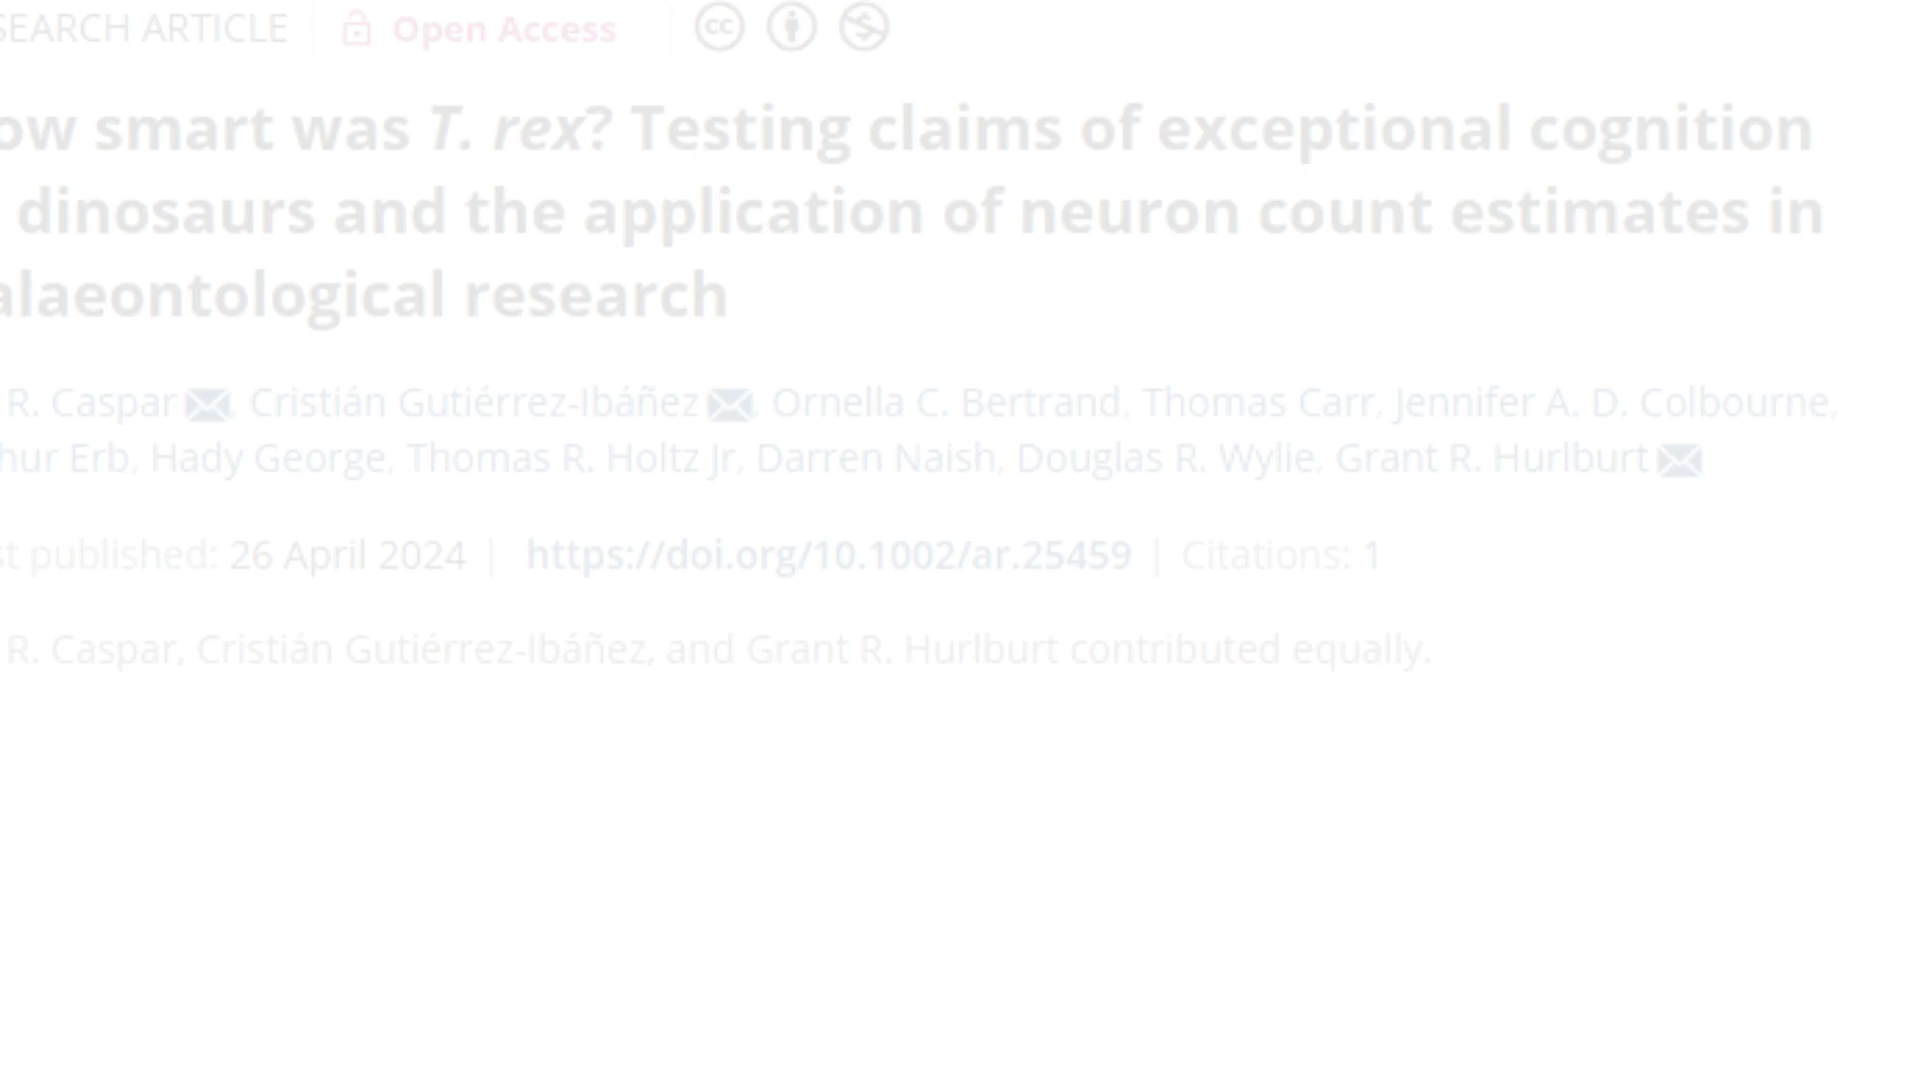 SEARCH ARTICLE Open Access
ow smart was T. rex? Testing claims of exceptional cognition
dinosaurs and the application of neuron count estimates in
alaeontological research
R. Caspar, Cristián Gutiérrez-Ibáñez, Ornella C. Bertrand, Thomas Carr, Jennifer A. D. Colbourne,
hur Erb, Hady George, Thomas R. Holtz Jr, Darren Naish, Douglas R. Wylie, Grant R. Hurlburt
st published: 26 April 2024 | https://doi.org/10.1002/ar.25459 | Citations: 1
R. Caspar, Cristián Gutiérrez-Ibáñez, and Grant R. Hurlburt contributed equally.